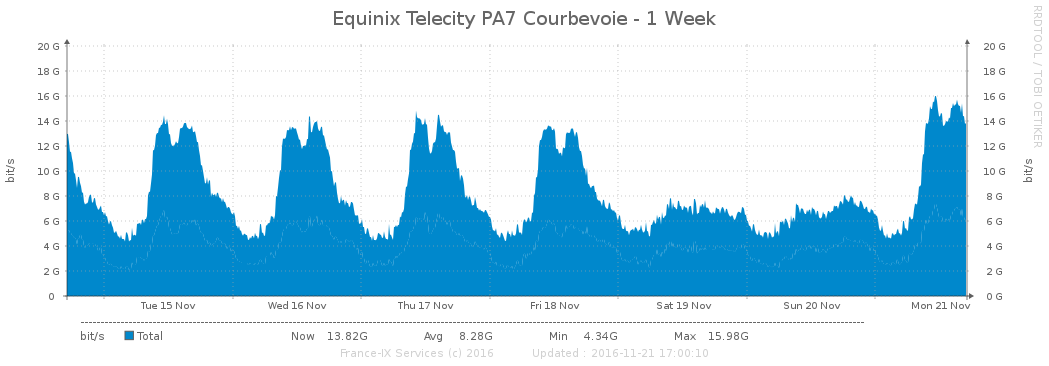 Equinix Telecity PA7 Courbevoie - 1 Week
RRDTOOL / TOBI OETIKER
20 G 20 G
18 G 18 G
16 G 16 G
14 G 14 G
12 G 12 G
10 G 10 G
8 G 8 G
6 G 6 G
4 G 4 G
2 G 2 G
0 0 G
bit/s bit/s
Tue 15 Nov Wed 16 Nov Thu 17 Nov Fri 18 Nov Sat 19 Nov Sun 20 Nov Mon 21 Nov
bit/s Total Now 13.82G Avg 8.28G Min 4.34G Max 15.98G
France-IX Services (c) 2016 Updated : 2016-11-21 17:00:10